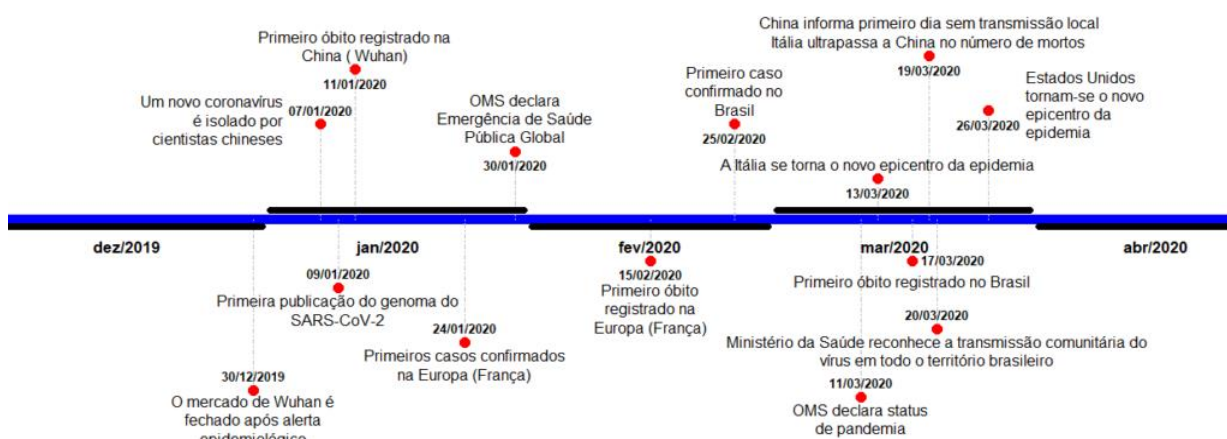 China informa primeiro dia sem transmissão local
Itália ultrapassa a China no número de mortos
19/03/2020
Primeiro óbito registrado na
China ( Wuhan)
11/01/2020
Um novo coronavírus
é isolado por
cientistas chineses
07/01/2020
OMS declara
Emergência de Saúde
Pública Global
30/01/2020
Primeiro caso
confirmado no
Brasil
25/02/2020
Estados Unidos
tornam-se o novo
epicentro da
epidemia
26/03/2020
A Itália se torna o novo epicentro da epidemia
13/03/2020
dez/2019
jan/2020
fev/2020
mar/2020
abr/2020
09/01/2020
Primeira publicação do genoma do
SARS-CoV-2
24/01/2020
Primeiros casos confirmados
na Europa (França)
30/12/2019
O mercado de Wuhan é
fechado após alerta
epidemiológico
15/02/2020
Primeiro óbito
registrado na
Europa (França)
17/03/2020
Primeiro óbito registrado no Brasil
20/03/2020
Ministério da Saúde reconhece a transmissão comunitária do
vírus em todo o território brasileiro
11/03/2020
OMS declara status
de pandemia